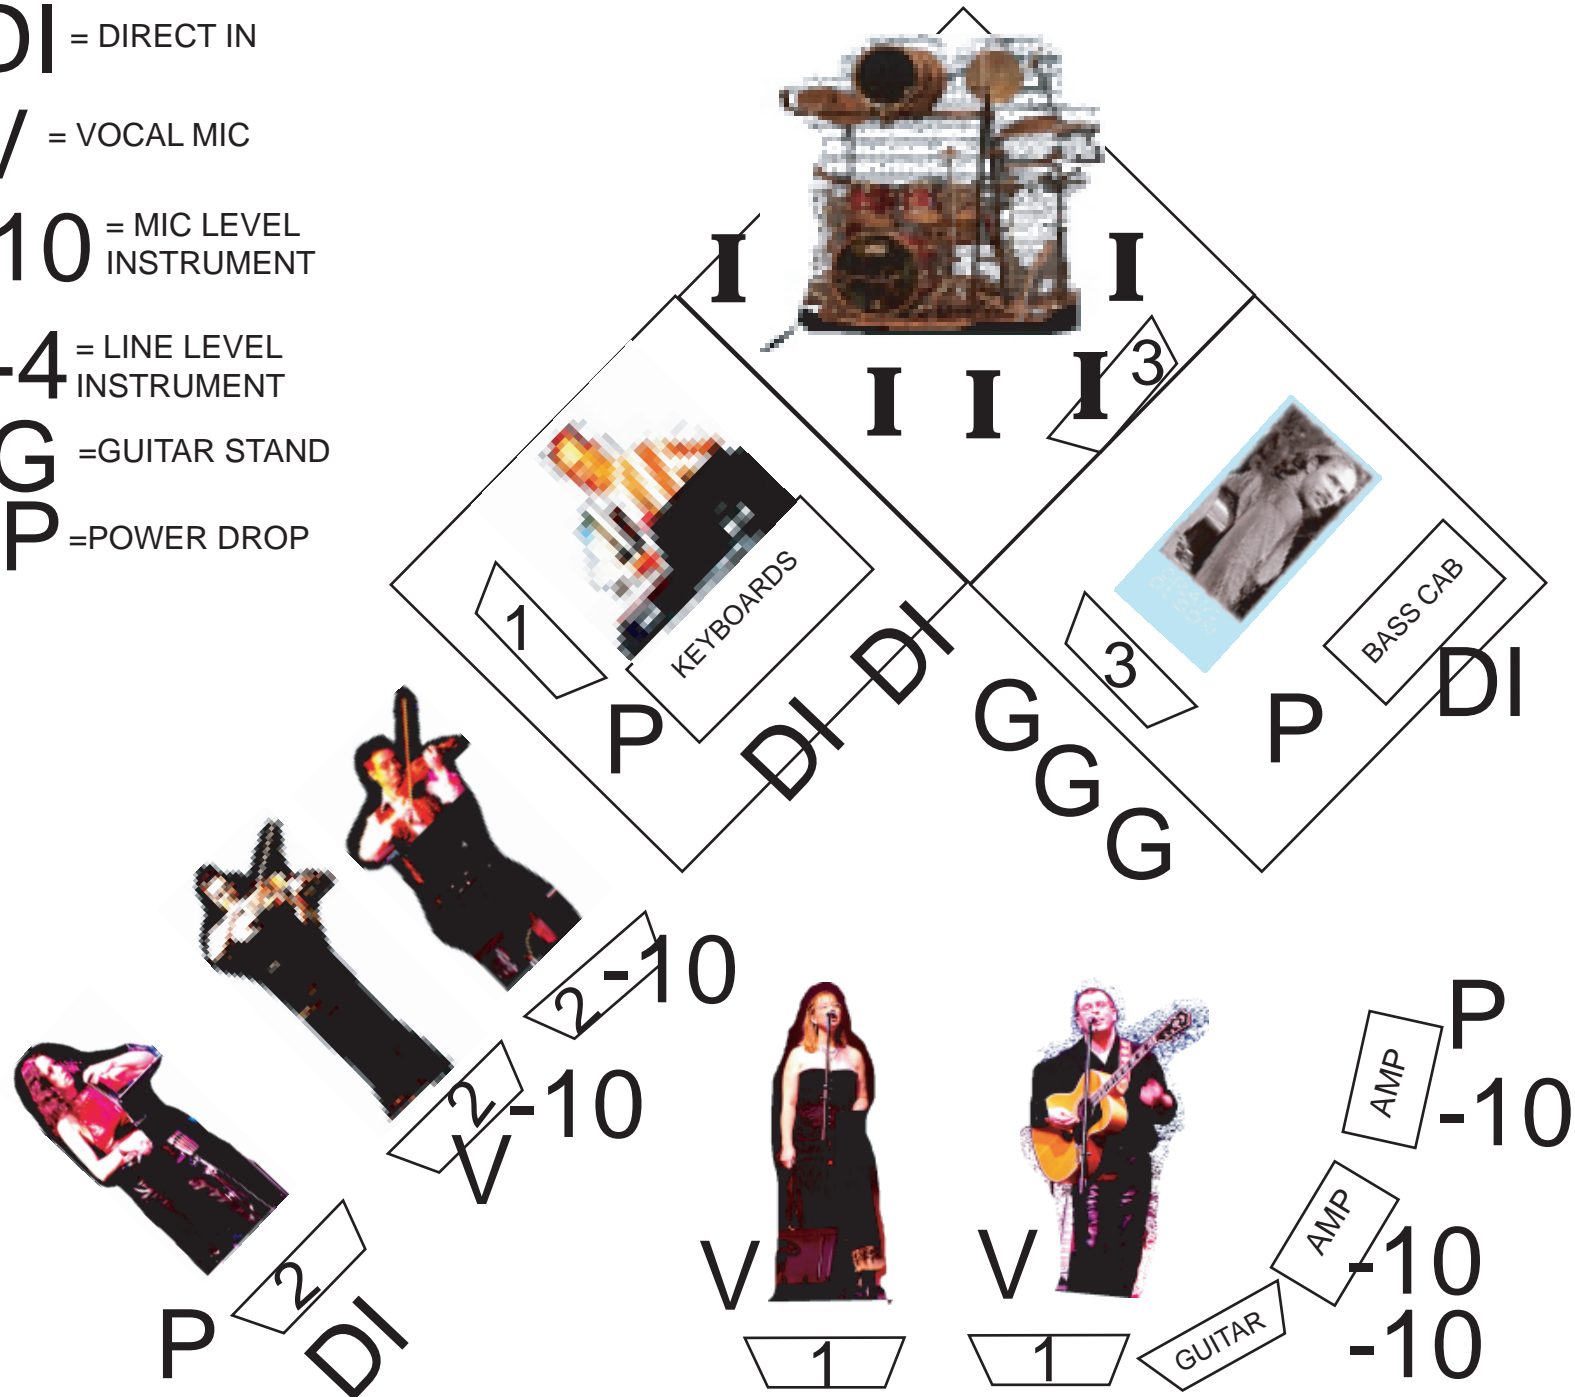 DI = DIRECT IN
V = VOCAL MIC
-10 = MIC LEVEL
INSTRUMENT
-4 = LINE LEVEL
INSTRUMENT
G =GUITAR STAND
P =POWER DROP
I
I
I
I
I
3
1
KEYBOARDS
P
DI
DI
3
BASS CAB
DI
P
G
G
G
2
-10
2
-10
V
2
P
DI
V
1
V
1
AMP
P
-10
AMP
-10
GUITAR
-10